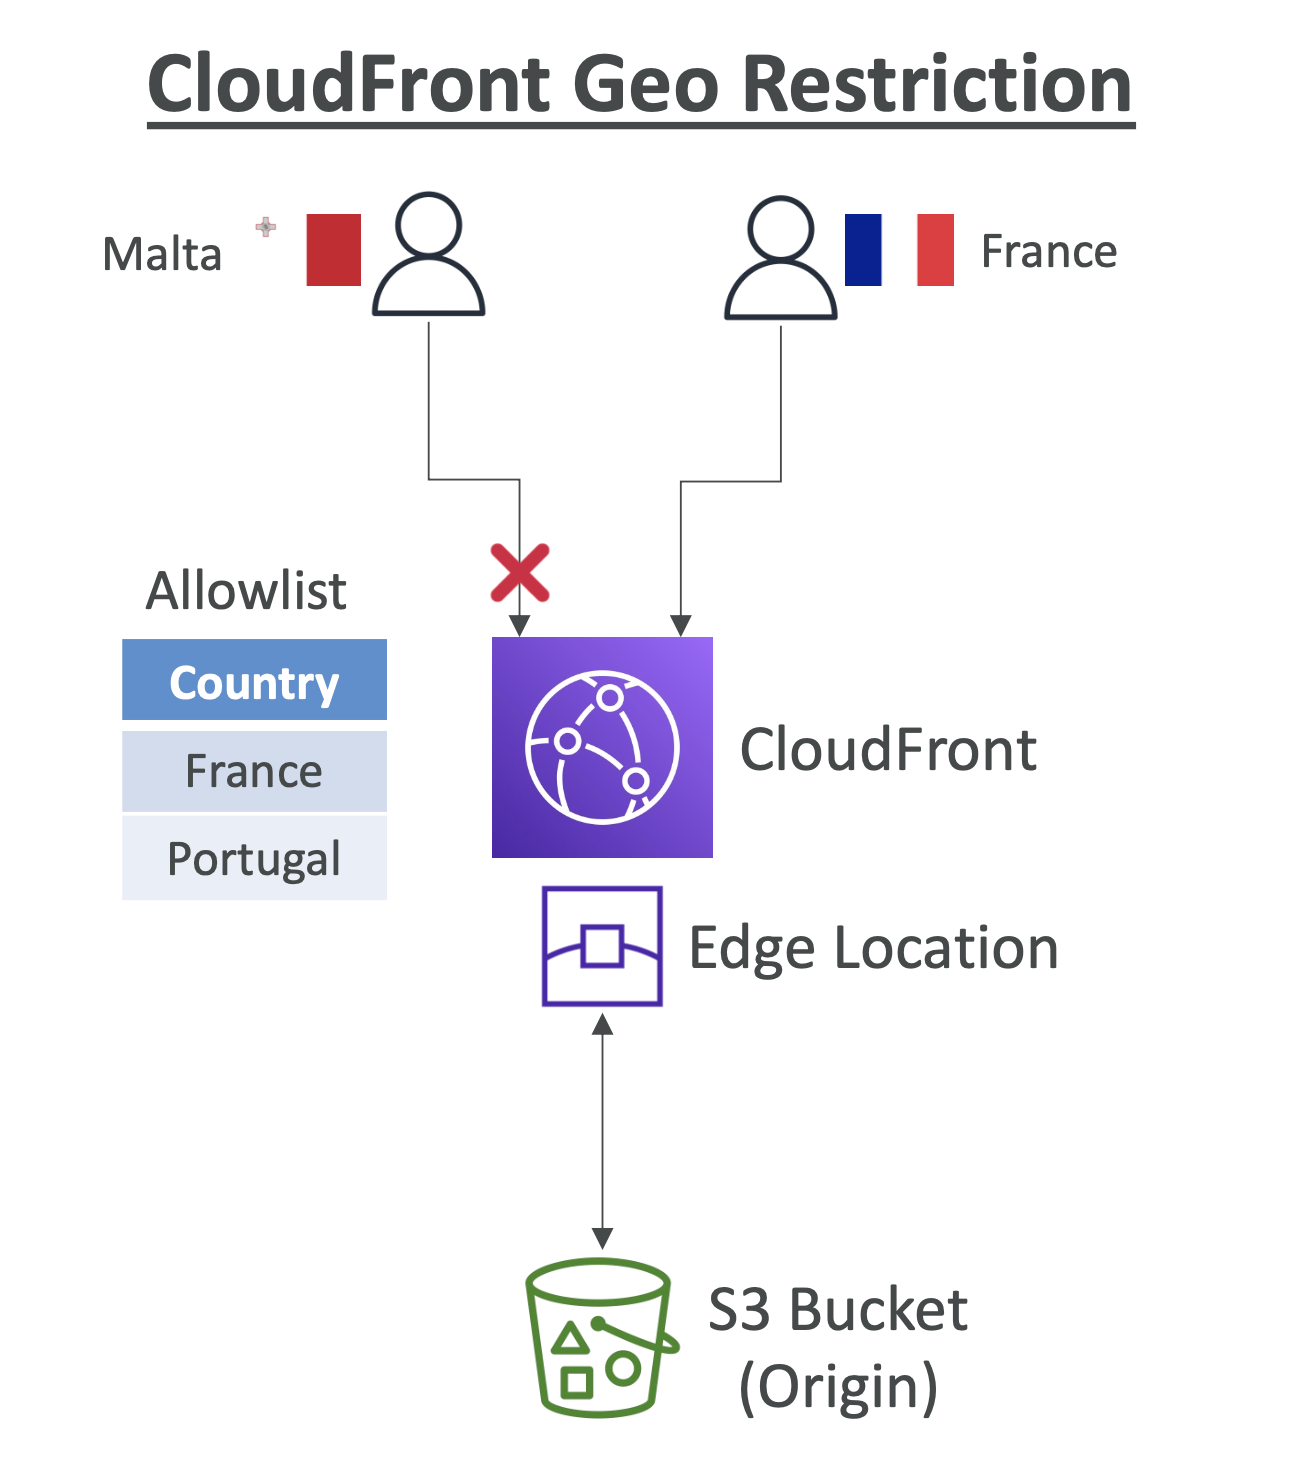 CloudFront Geo Restriction
Malta
France
Allowlist
Country
France
Portugal
CloudFront
Edge Location
S3 Bucket
(Origin)